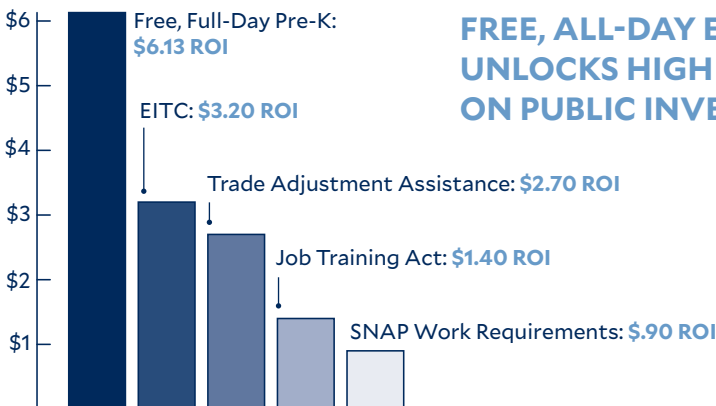 $6
$5
$4
$3
$2
$1
Free, Full-Day Pre-K:
$6.13 ROI
EITC: $3.20 ROI
Trade Adjustment Assistance: $2.70 ROI
Job Training Act: $1.40 ROI
SNAP Work Requirements: $.90 ROI
FREE, ALL-DAY
UNLOCKS HIGH
ON PUBLIC